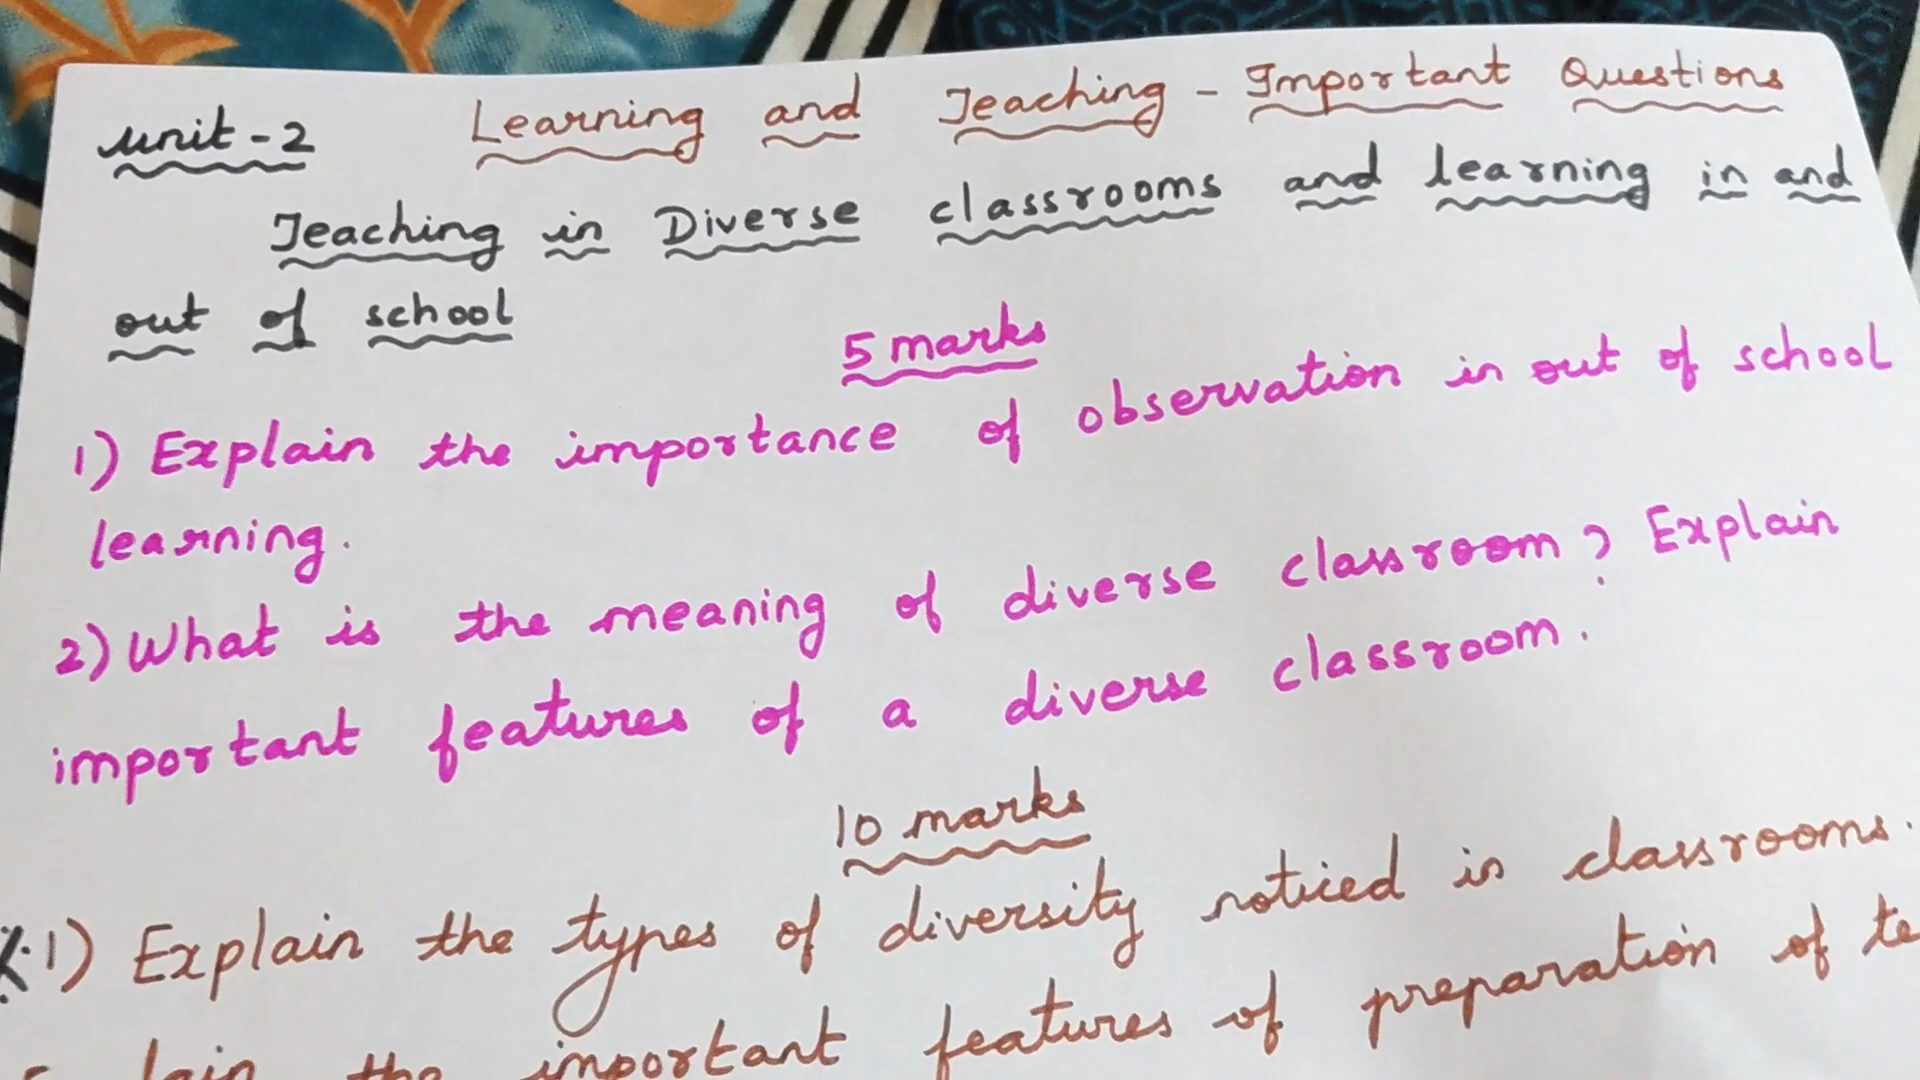 Learning and Teaching - Important Questions
unit-2
Teaching in Diverse classrooms and learning in and
out of school
5 marks
1) Explain the importance of observation in out of school
learning.
2) What is the meaning of diverse classroom? Explain
important features of a diverse classroom.
10 marks
1) Explain the types of diversity noticed in classrooms.
the important features of preparation of